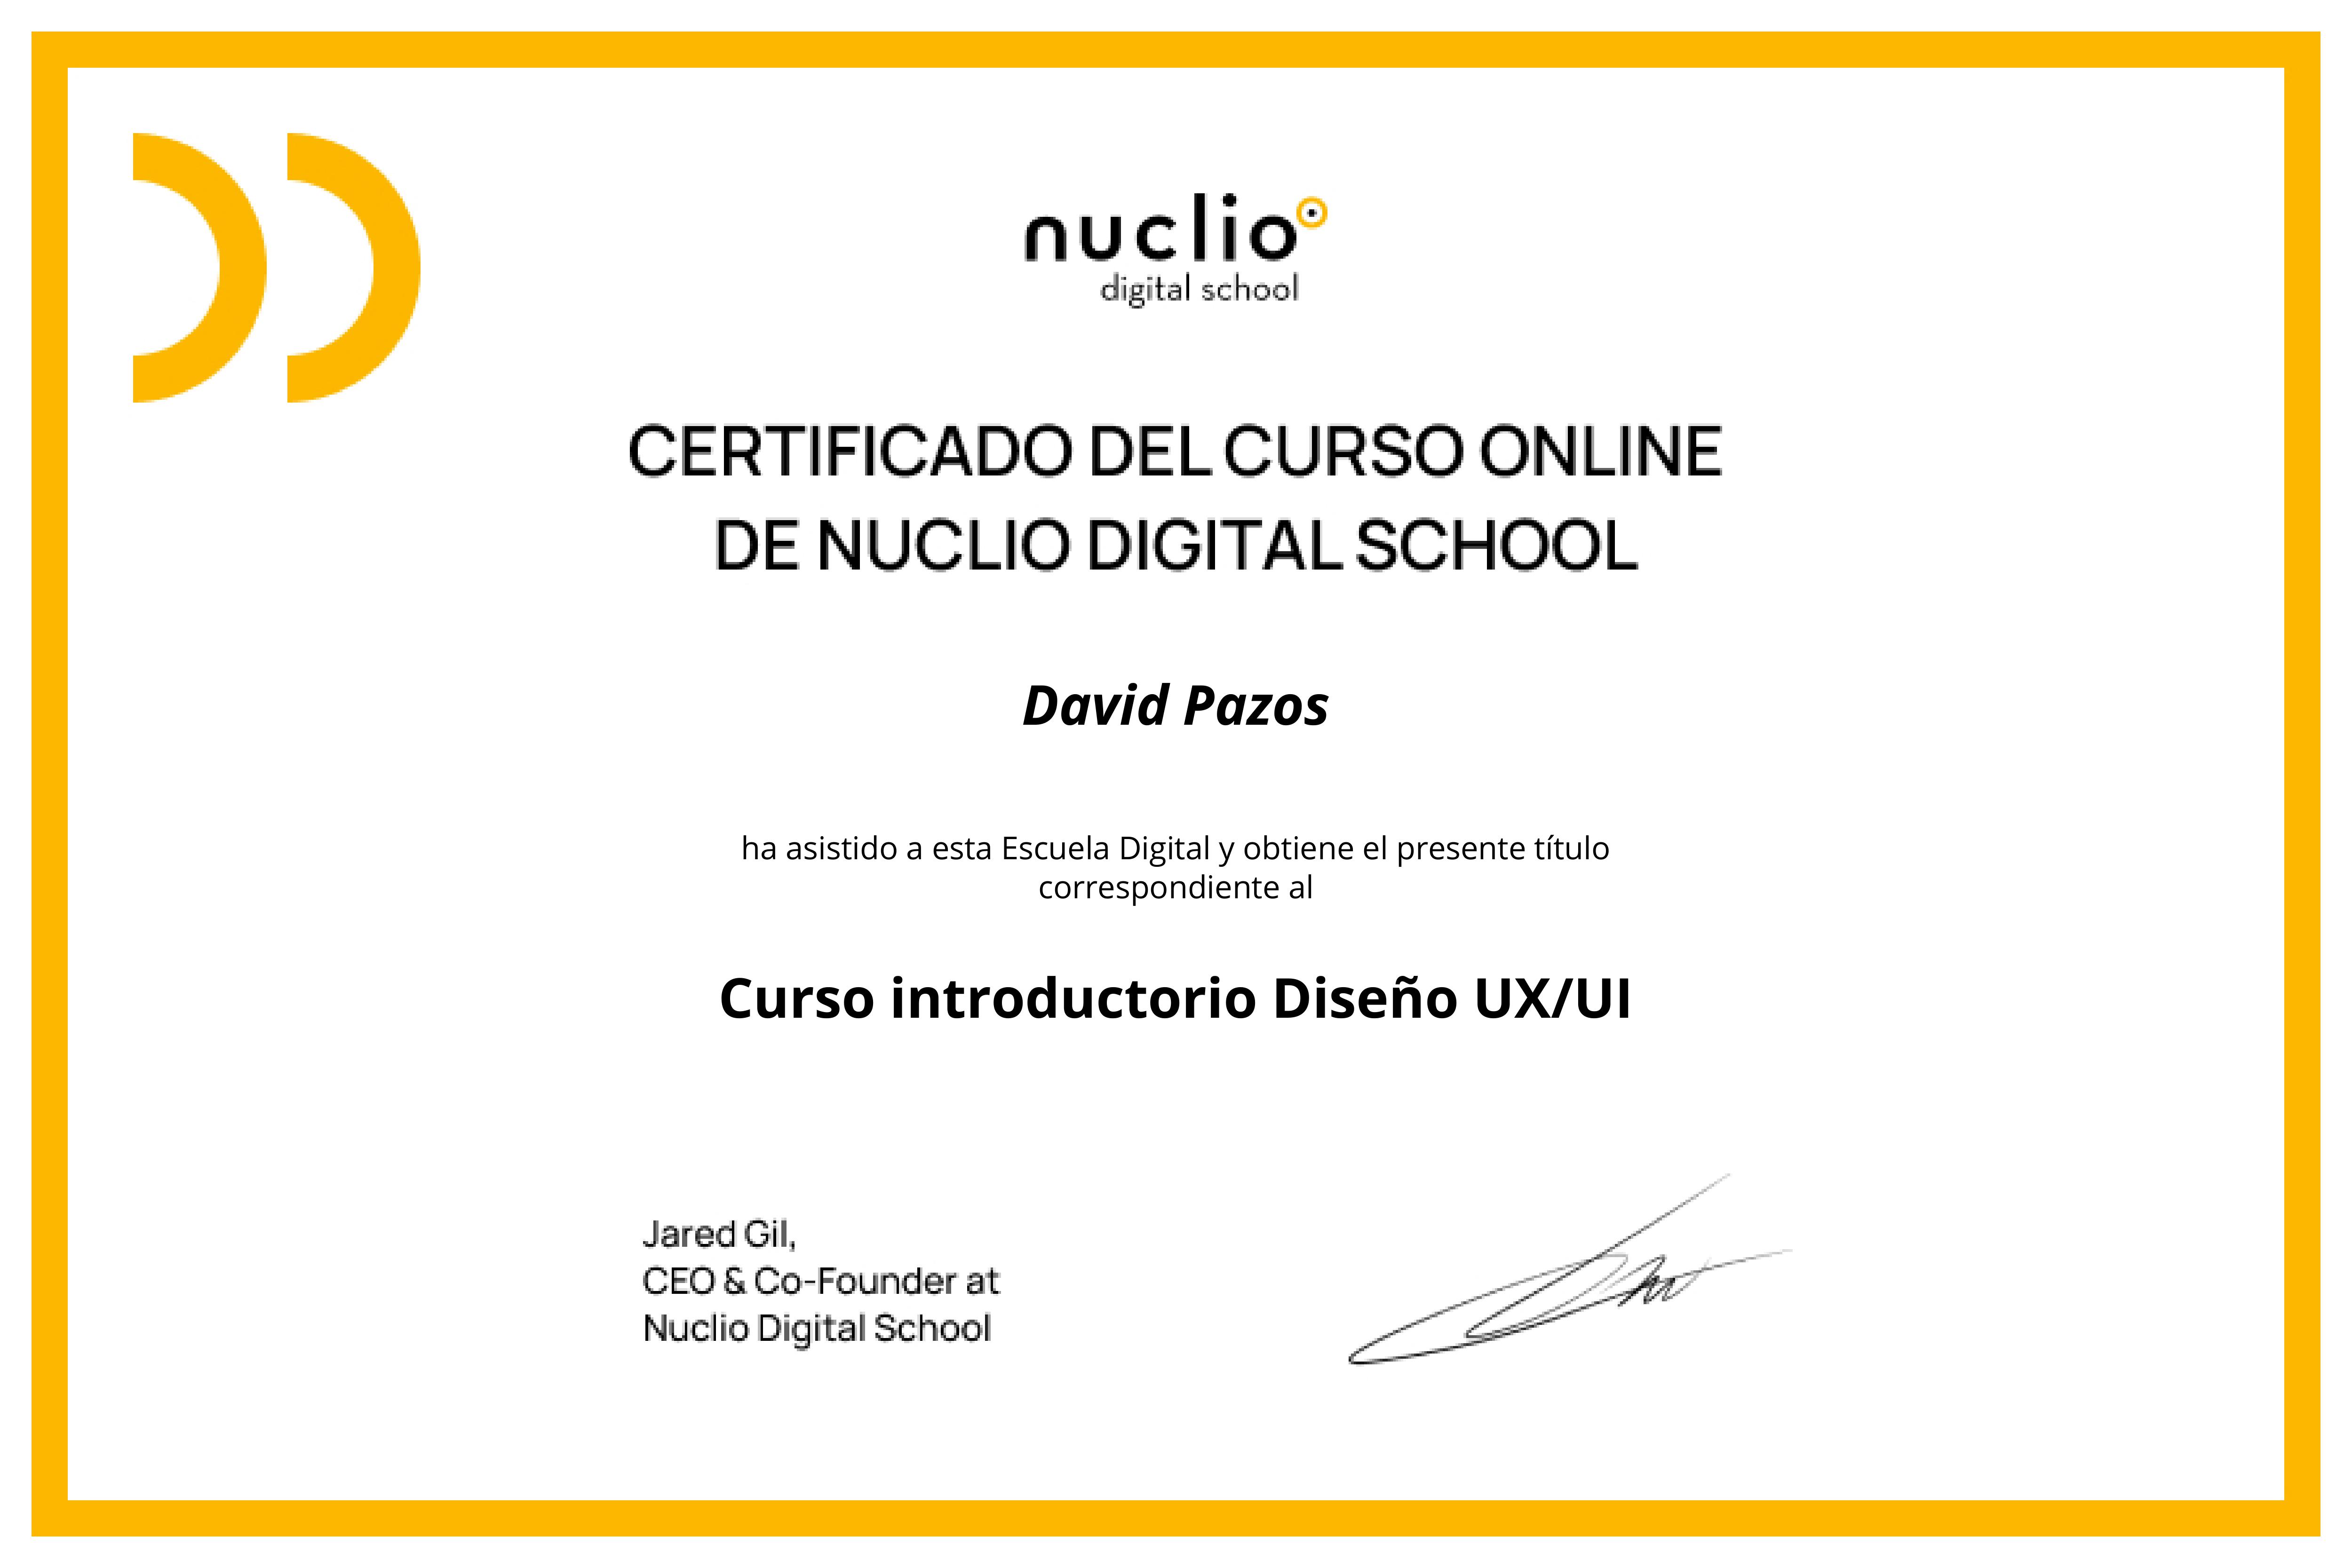 nuclio
digital school
CERTIFICADO DEL CURSO ONLINE
DE NUCLIO DIGITAL SCHOOL
David Pazos
ha asistido a esta Escuela Digital y obtiene el presente título
correspondiente al
Curso introductorio Diseño UX/UI
Jared Gil,
CEO & Co-Founder at
Nuclio Digital School